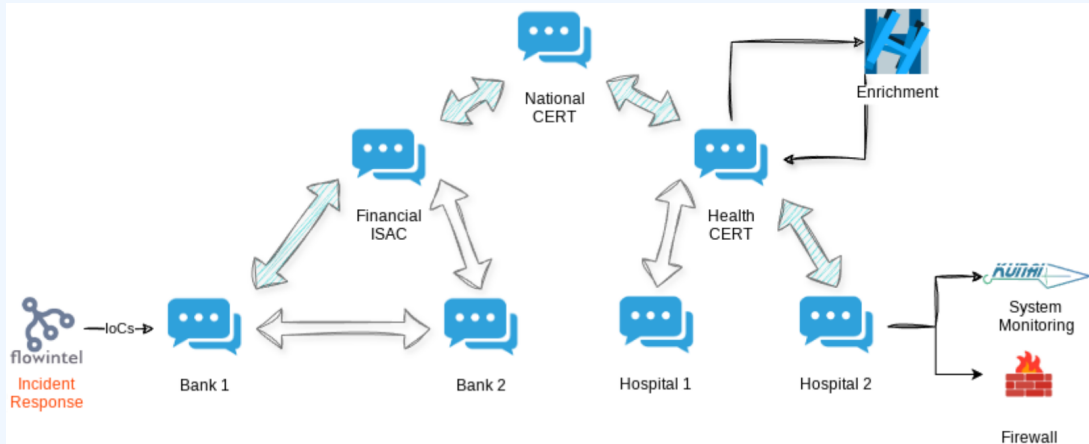 National
CERT
Enrichment
Financial
ISAC
Health
CERT
flowintel
Incident
Response
IoCs
Bank 1
Bank 2
Hospital 1
Hospital 2
KUNAI
System
Monitoring
Firewall